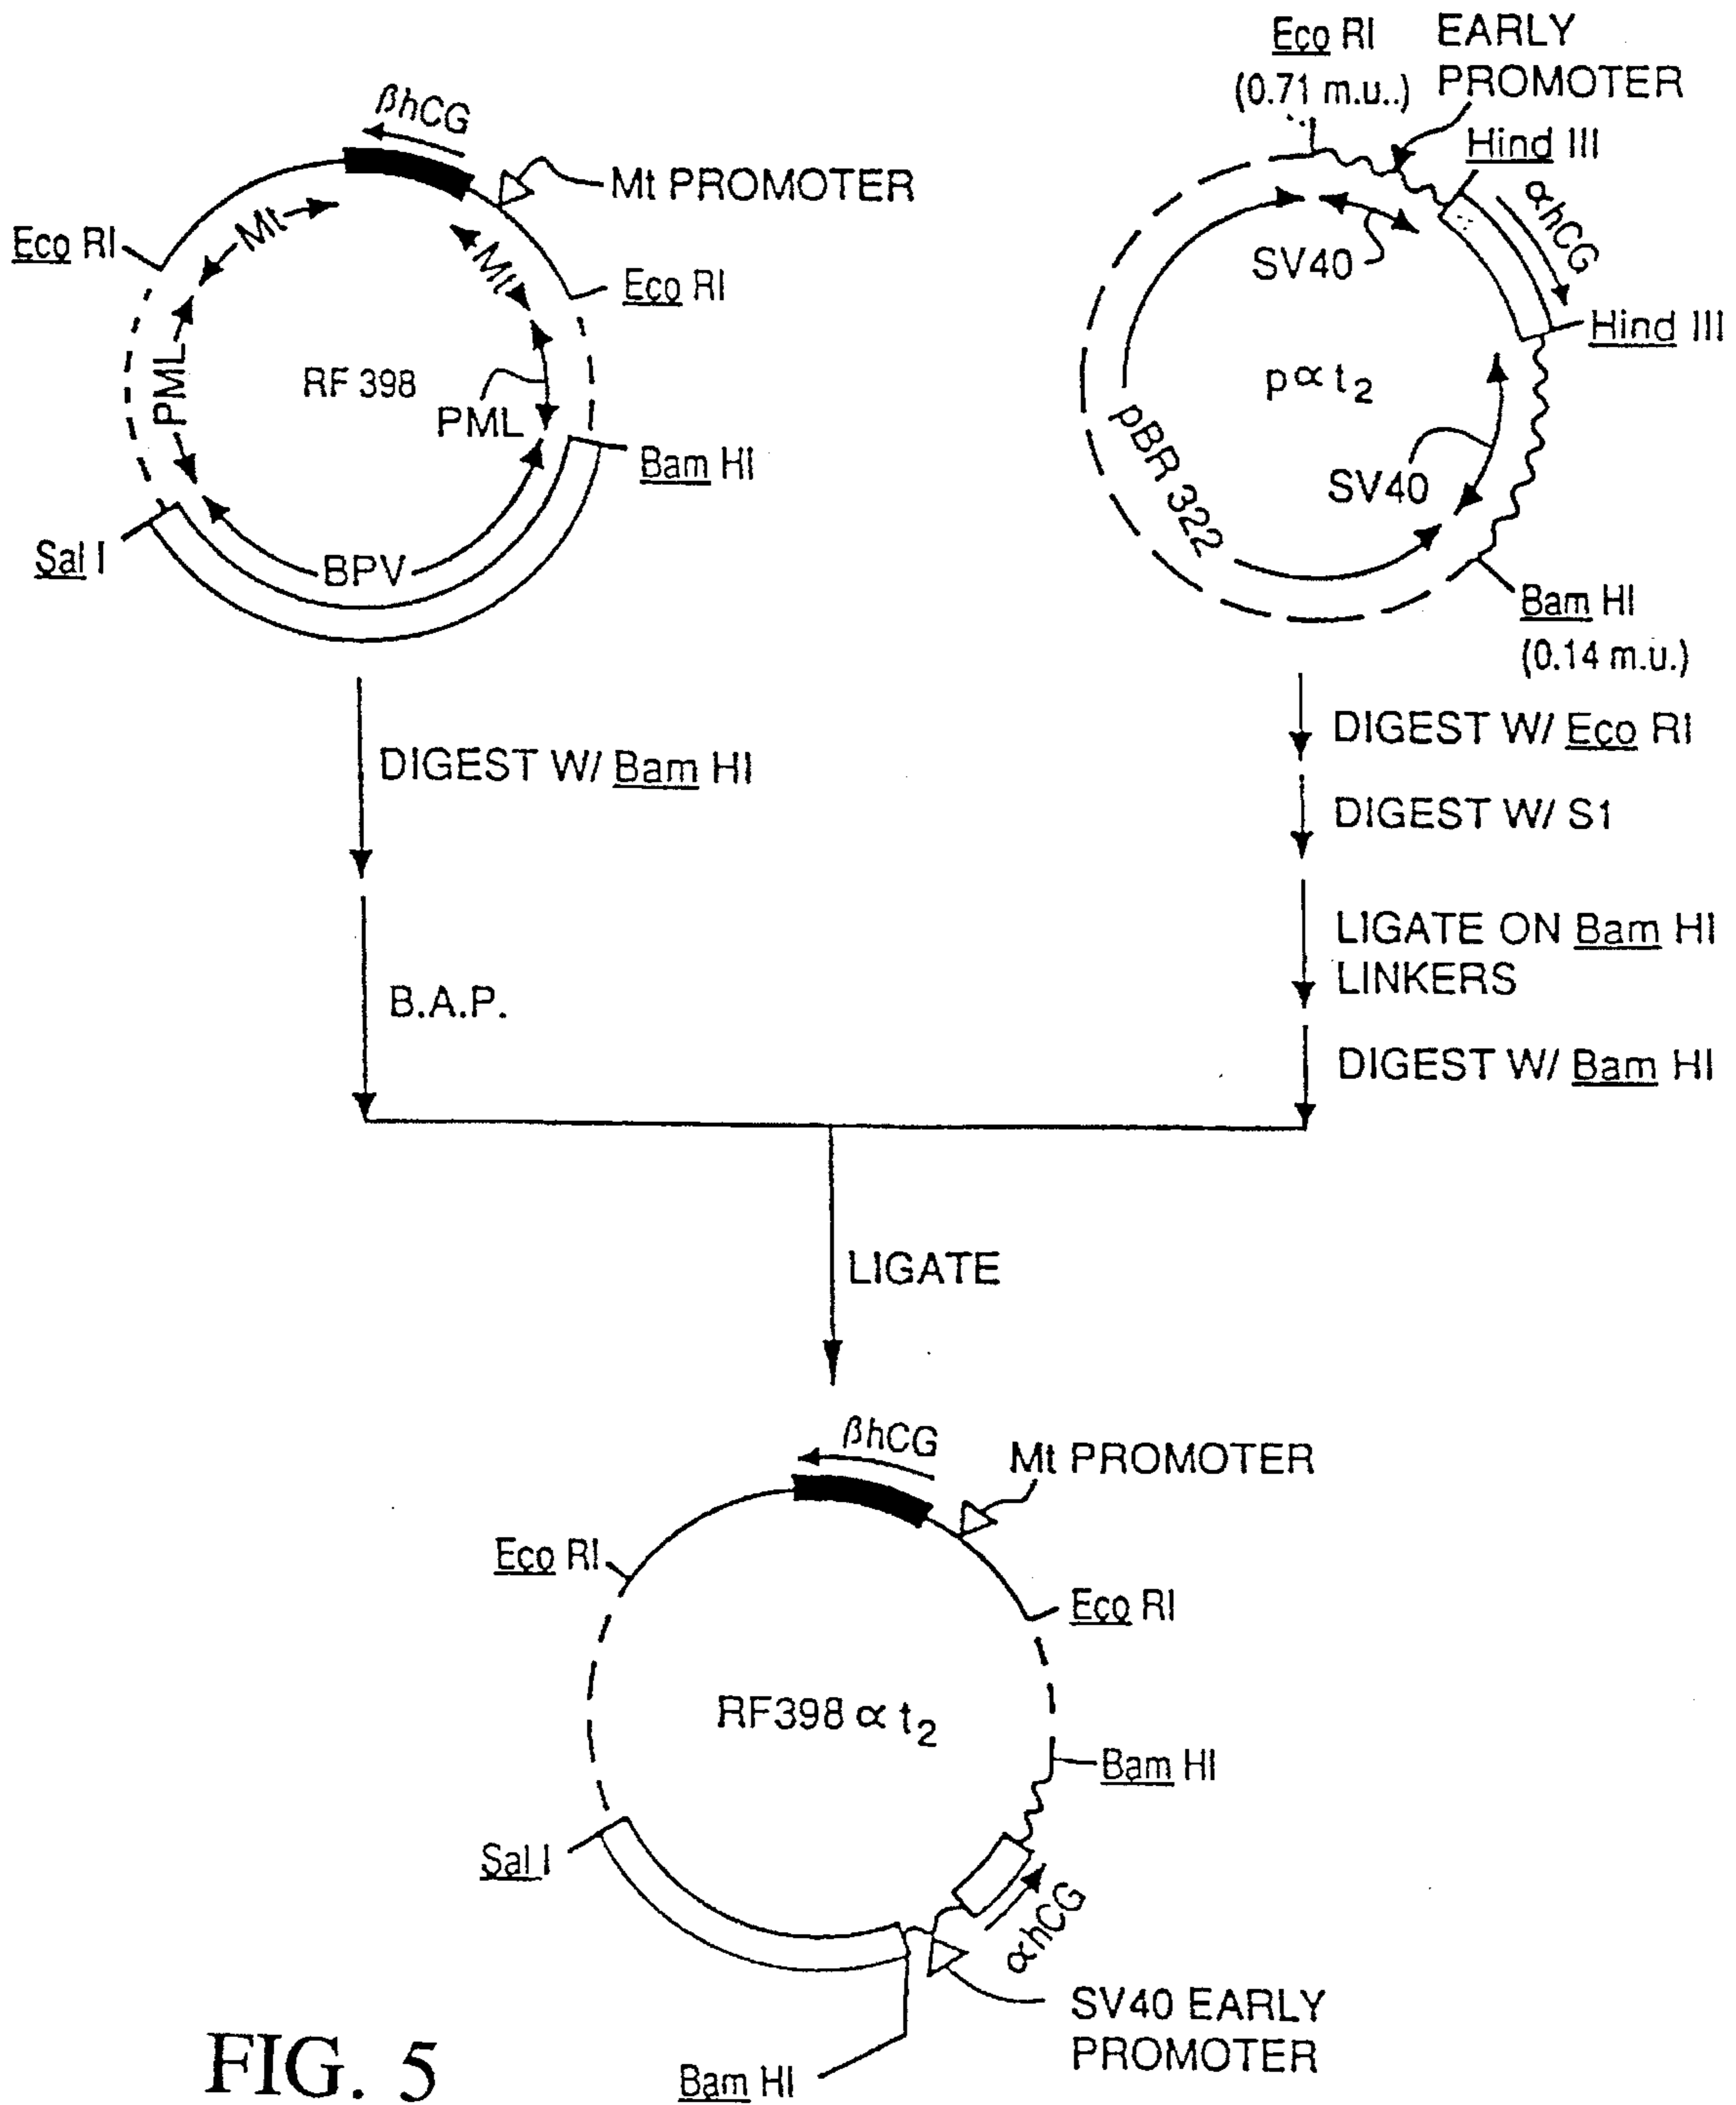 Eco RI
(0.71 m.u..)
EARLY
PROMOTER
Hind III
βhCG
Mt PROMOTER
αhCG
Mt
Eco RI
Mt
Eco RI
SV40
Hind III
PML
RF 398
PML
p∝t2
pBR 322
Bam HI
SV40
Sal I
BPV
Bam HI
(0.14 m.u.)
DIGEST W/ Bam HI
DIGEST W/ Eco RI
DIGEST W/ S1
LIGATE ON Bam HI
LINKERS
B.A.P.
DIGEST W/ Bam HI
LIGATE
βhCG
Mt PROMOTER
Eco RI
Eco RI
RF398∝t2
Bam HI
Sal I
∝hCG
SV40 EARLY
PROMOTER
Bam HI
FIG. 5